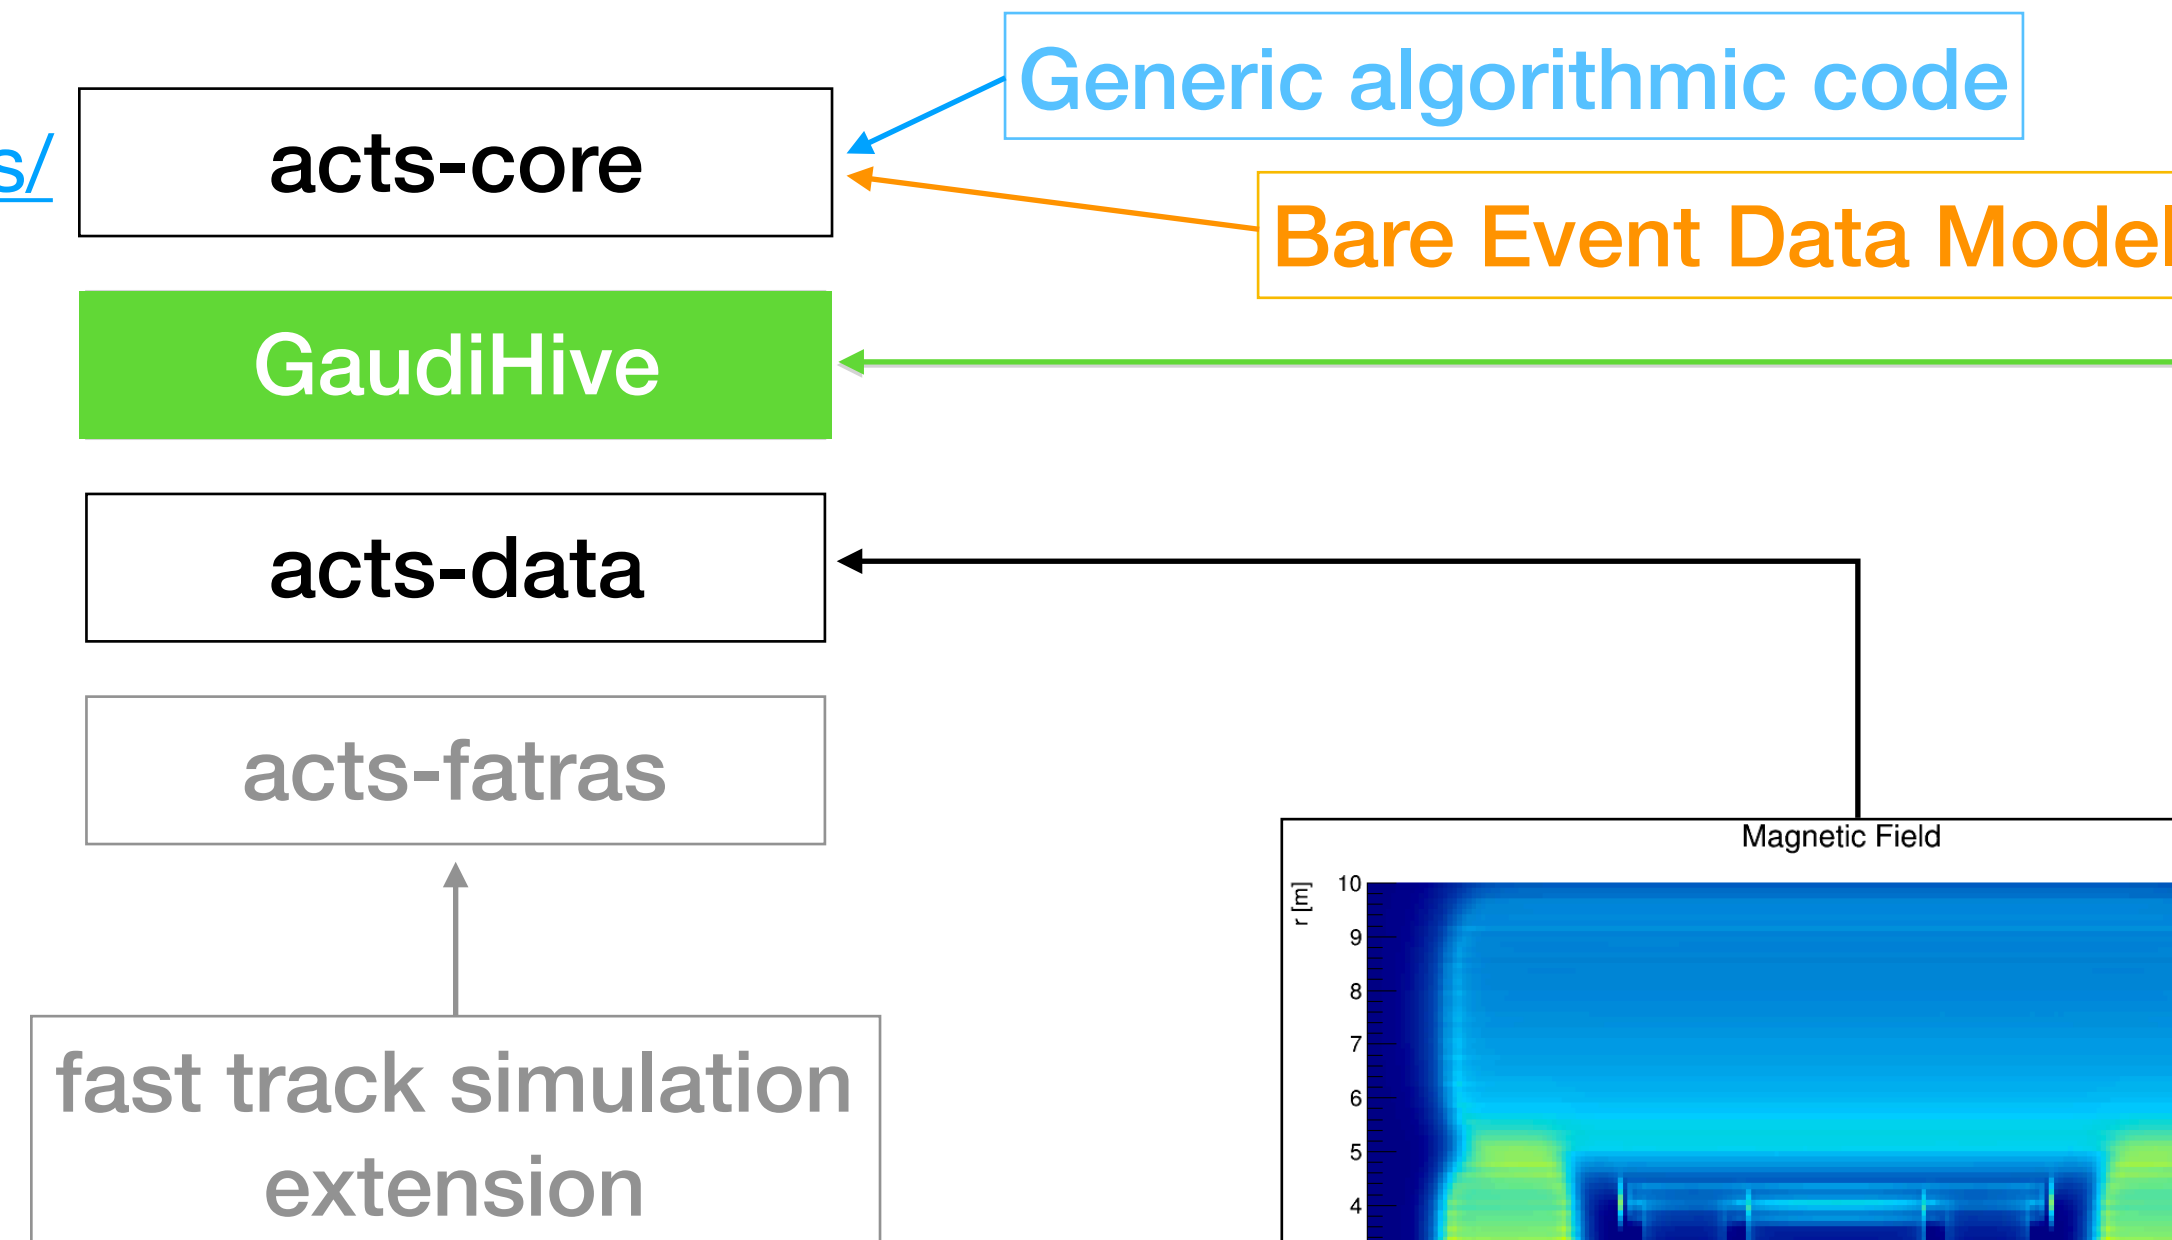 s/
acts-core
Generic algorithmic code
Bare Event Data Model
GaudiHive
acts-data
acts-fatras
fast track simulation
extension
Magnetic Field
r [m]
10
9
8
7
6
5
4